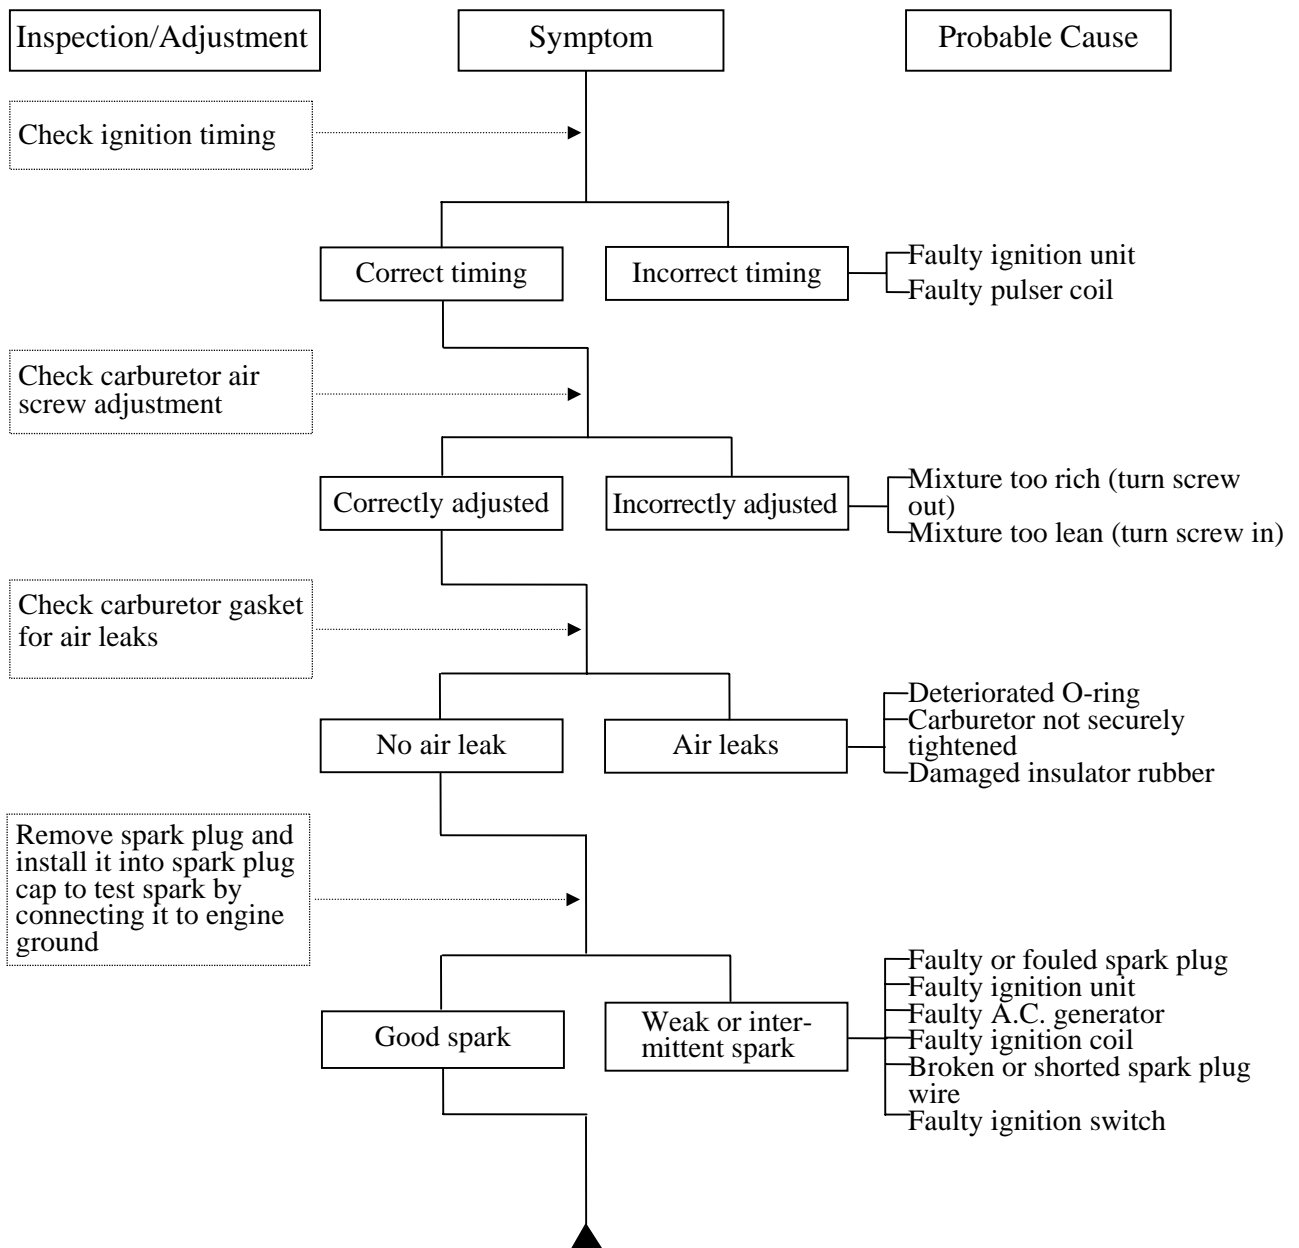 Inspection/Adjustment
Symptom
Probable Cause
Check ignition timing
Correct timing
Incorrect timing
Faulty ignition unit
Faulty pulser coil
Check carburetor air
screw adjustment
Correctly adjusted
Incorrectly adjusted
Mixture too rich (turn screw
out)
Mixture too lean (turn screw in)
Check carburetor gasket
for air leaks
No air leak
Air leaks
Deteriorated O-ring
Carburetor not securely
tightened
Damaged insulator rubber
Remove spark plug and
install it into spark plug
cap to test spark by
connecting it to engine
ground
Good spark
Weak or inter-
mittent spark
Faulty or fouled spark plug
Faulty ignition unit
Faulty A.C. generator
Faulty ignition coil
Broken or shorted spark plug
wire
Faulty ignition switch